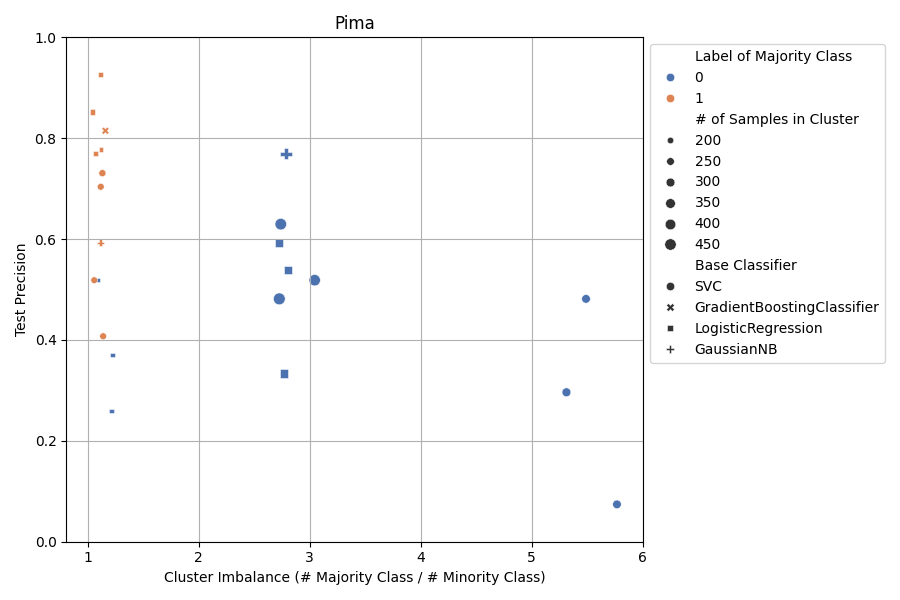 Pima
1.0
0.8
0.6
0.4
0.2
0.0
Test Precision
1 2 3 4 5 6
Cluster Imbalance (# Majority Class / # Minority Class)
Label of Majority Class
0
1
# of Samples in Cluster
200
250
300
350
400
450
Base Classifier
SVC
GradientBoostingClassifier
LogisticRegression
GaussianNB